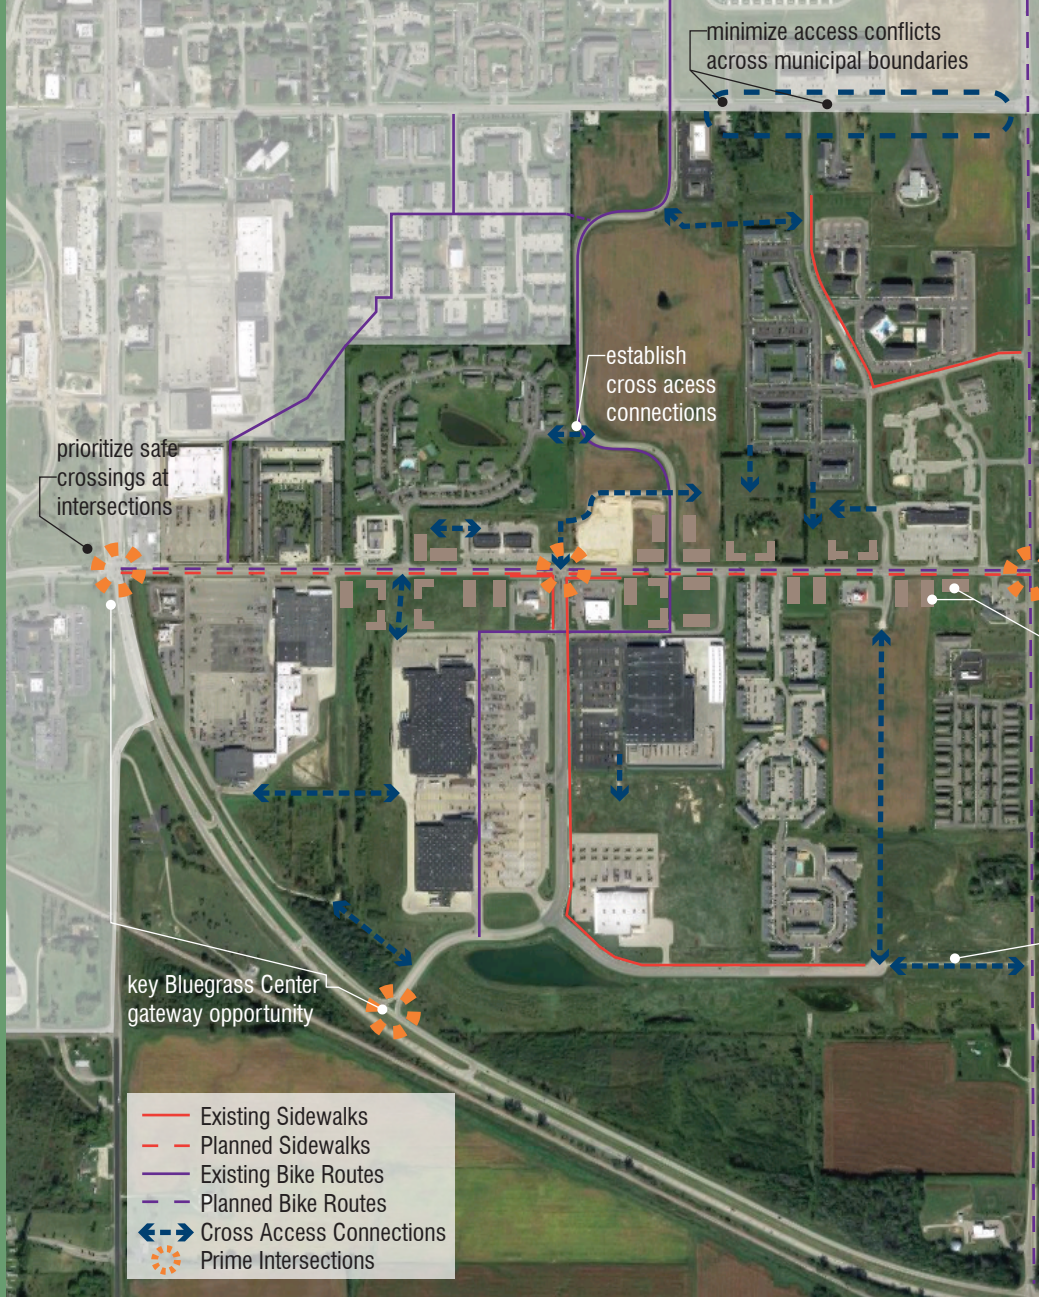 minimize access conflicts
across municipal boundaries
establish
cross acess
connections
prioritize safe
crossings at
intersections
key Bluegrass Center
gateway opportunity
Existing Sidewalks
Planned Sidewalks
Existing Bike Routes
Planned Bike Routes
Cross Access Connections
Prime Intersections